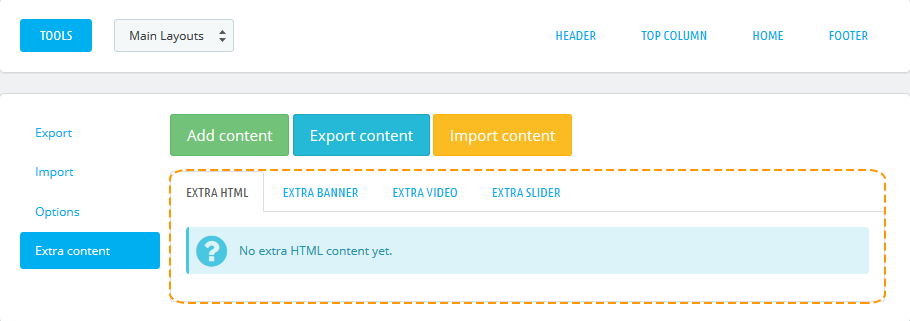 TOOLS Main Layouts HEADER TOP COLUMN HOME FOOTER
Export
Import
Options
Extra content
Add content Export content Import content
EXTRA HTML EXTRA BANNER EXTRA VIDEO EXTRA SLIDER
? No extra HTML content yet.